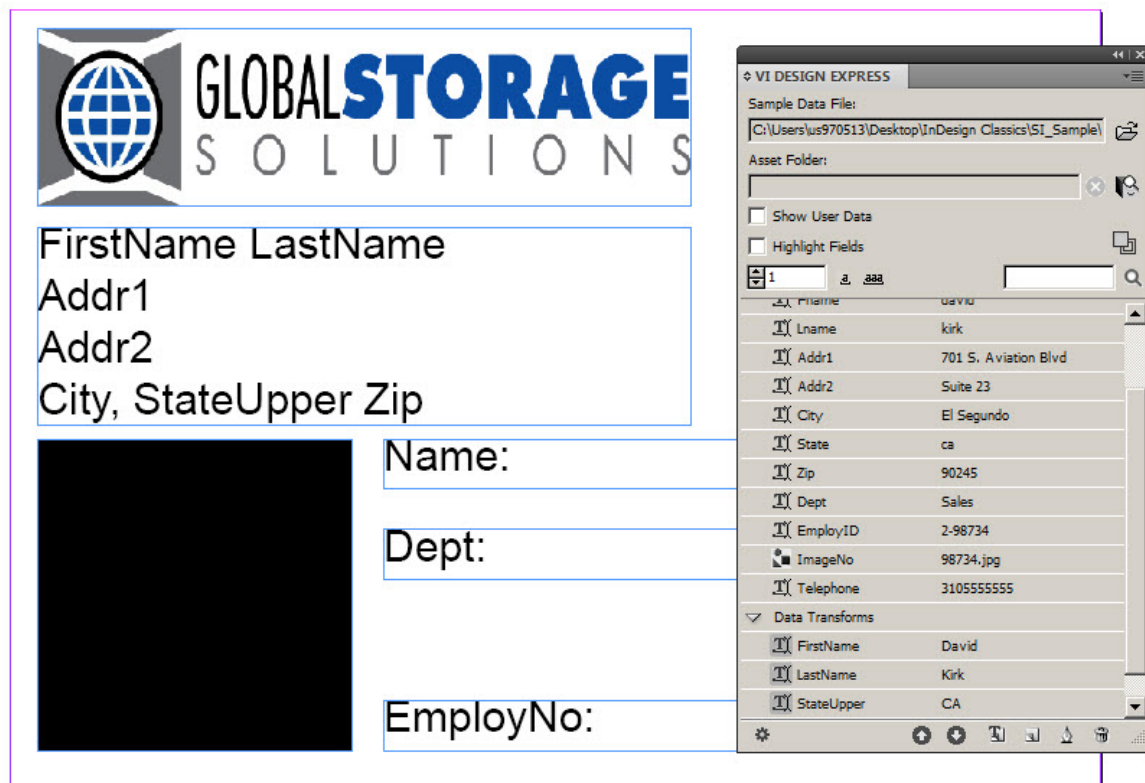 GLOBALSTORAGE
SOLUTIONS
FirstName LastName
Addr1
Addr2
City, StateUpper Zip
Name:
Dept:
EmployNo:
VI DESIGN EXPRESS
Sample Data File:
C:\Users\us970513\Desktop\InDesign Classics\SI_Sample\
Asset Folder:
Show User Data
Highlight Fields
1 a aaa
Fname david
Lname kirk
Addr1 701 S. Aviation Blvd
Addr2 Suite 23
City El Segundo
State ca
Zip 90245
Dept Sales
EmployID 2-98734
ImageNo 98734.jpg
Telephone 3105555555
Data Transforms
FirstName David
LastName Kirk
StateUpper CA